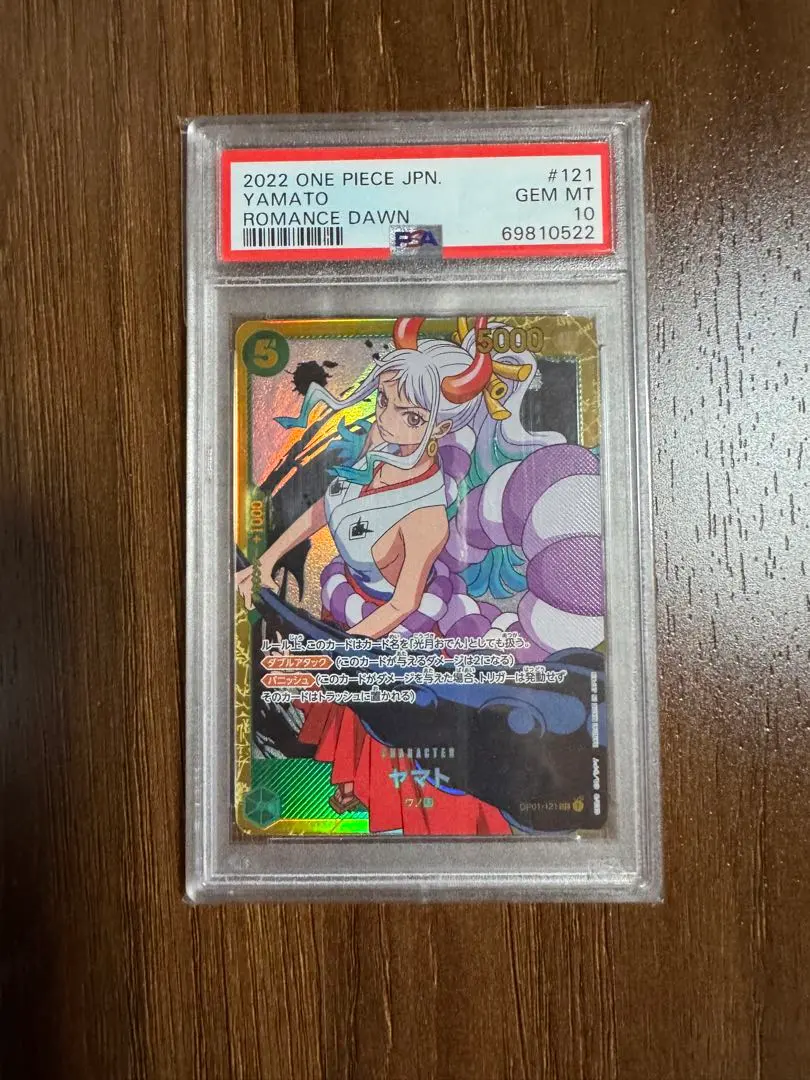 2022 ONE PIECE JPN.
#121
YAMATO
GEM MT
ROMANCE DAWN
10
PSA
69810522
5
5000
+1000
ルール上、このカードはカード名を「光月おでん」としても扱う。
ダブルアタック (このカードが与えるダメージは2になる)
バニッシュ (このカードがダメージを与えた場合、トリガーは発動せず
そのカードはトラッシュに置かれる)
CHARACTER
ヤマト
ワノ国
OP01-121